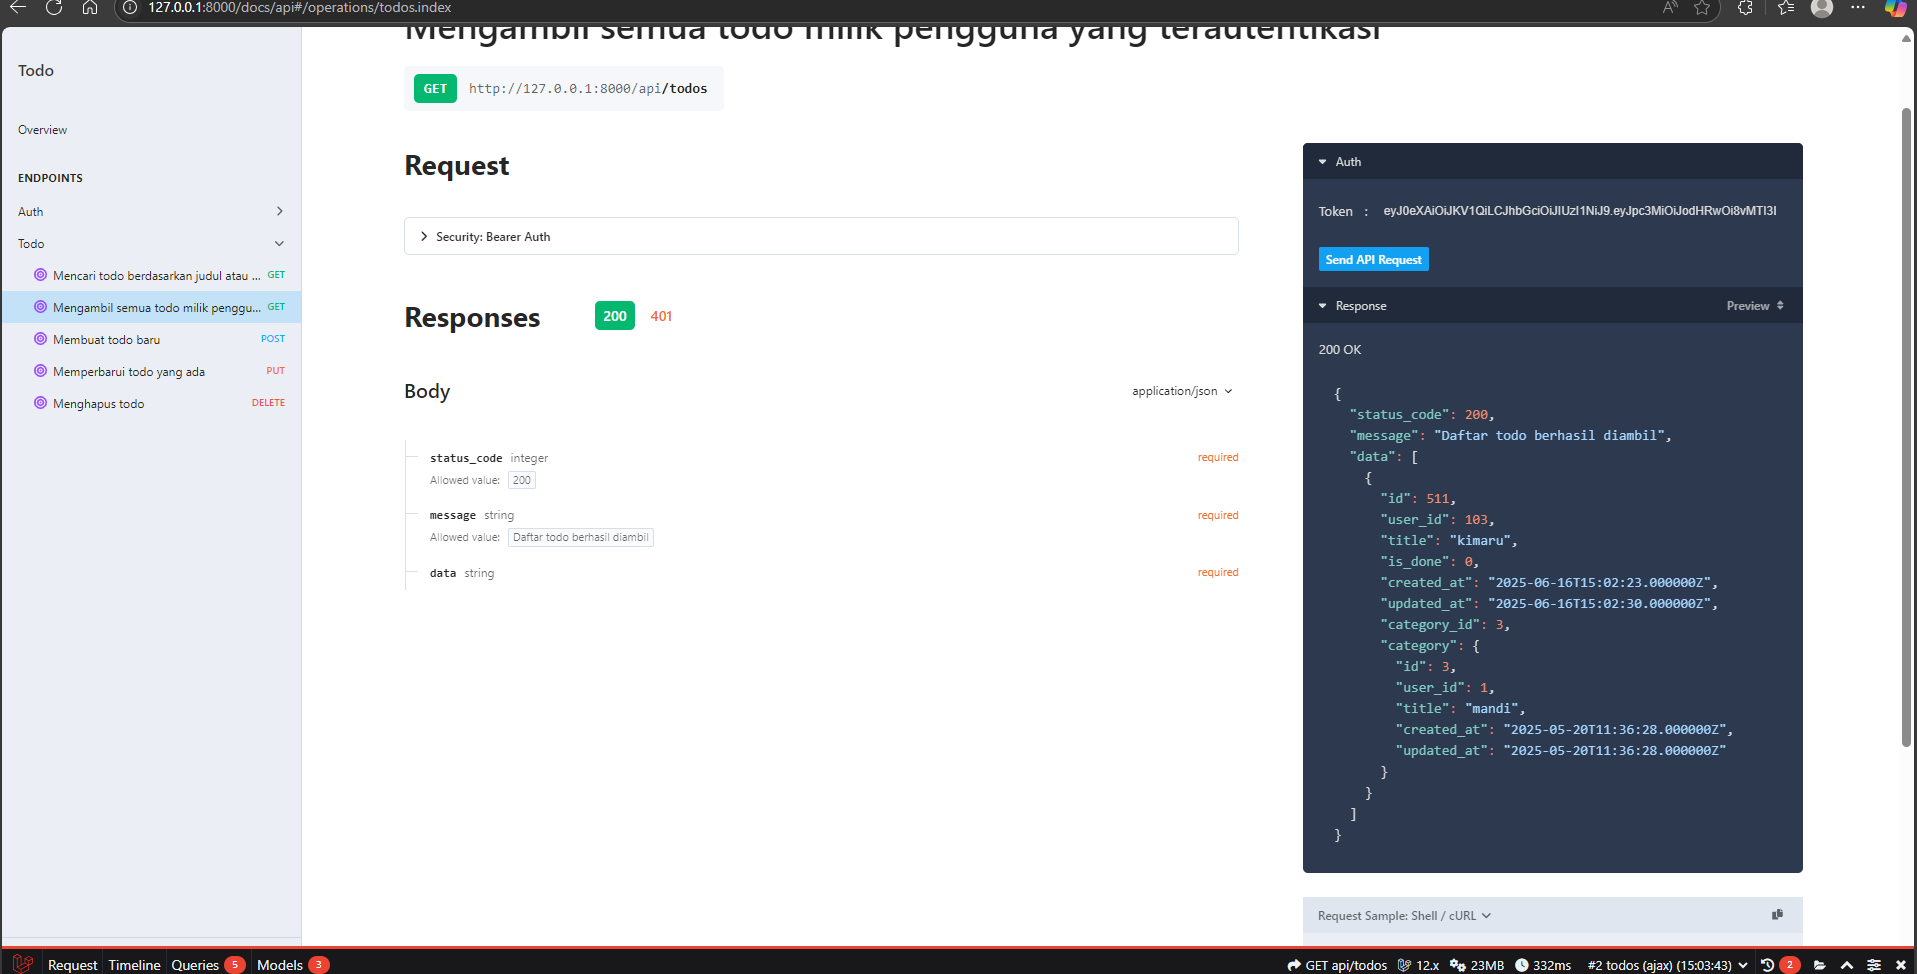 127.0.0.1:8000/docs/api#/operations/todos.index
Mengambil semua todo milik pengguna yang terautentikasi
Todo
Overview
ENDPOINTS
Auth
Todo
Mencari todo berdasarkan judul atau ... GET
Mengambil semua todo milik penggu... GET
Membuat todo baru POST
Memperbarui todo yang ada PUT
Menghapus todo DELETE
GET http://127.0.0.1:8000/api/todos
Request
Security: Bearer Auth
Responses 200 401
Body application/json
status_code integer required
Allowed value: 200
message string required
Allowed value: Daftar todo berhasil diambil
data string required
Auth
Token : eyJ0eXAiOiJKV1QiLCJhbGciOiJIUzI1NiJ9.eyJpc3MiOiJodHRwOi8vMTI3I
Send API Request
Response Preview
200 OK
{
"status_code": 200,
"message": "Daftar todo berhasil diambil",
"data": [
{
"id": 511,
"user_id": 103,
"title": "kimaru",
"is_done": 0,
"created_at": "2025-06-16T15:02:23.000000Z",
"updated_at": "2025-06-16T15:02:30.000000Z",
"category_id": 3,
"category": {
"id": 3,
"user_id": 1,
"title": "mandi",
"created_at": "2025-05-20T11:36:28.000000Z",
"updated_at": "2025-05-20T11:36:28.000000Z"
}
}
]
}
Request Sample: Shell / cURL
Request Timeline Queries 5 Models 3 GET api/todos 12.x 23MB 332ms #2 todos (ajax) (15:03:43) 2